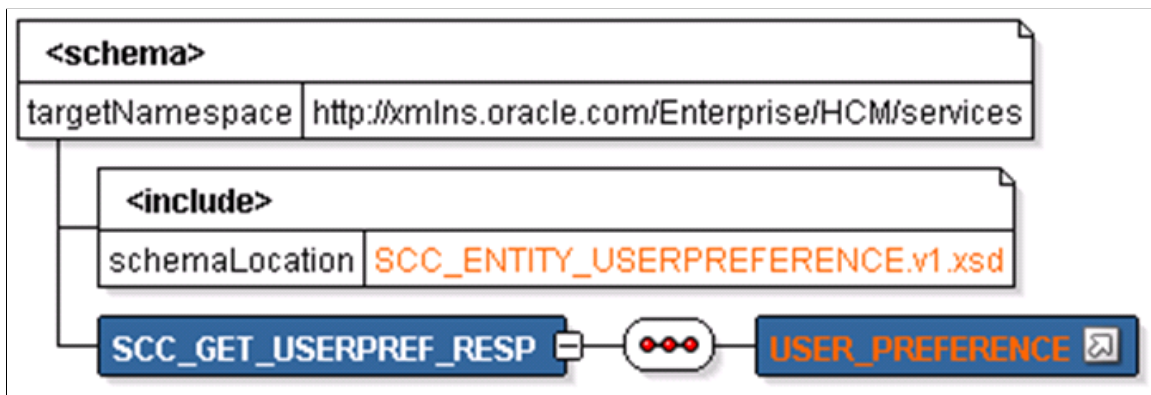 <schema>
targetNamespace http://xmlns.oracle.com/Enterprise/HCM/services
<include>
schemaLocation SCC_ENTITY_USERPREFERENCE.v1.xsd
SCC_GET_USERPREF_RESP USER_PREFERENCE